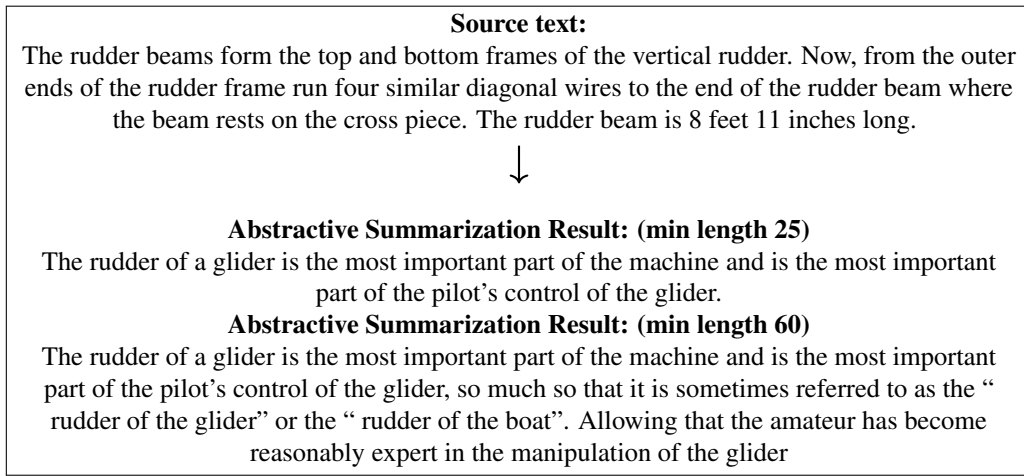 Source text:
The rudder beams form the top and bottom frames of the vertical rudder. Now, from the outer
ends of the rudder frame run four similar diagonal wires to the end of the rudder beam where
the beam rests on the cross piece. The rudder beam is 8 feet 11 inches long.
↓
Abstractive Summarization Result: (min length 25)
The rudder of a glider is the most important part of the machine and is the most important
part of the pilot's control of the glider.
Abstractive Summarization Result: (min length 60)
The rudder of a glider is the most important part of the machine and is the most important
part of the pilot's control of the glider, so much so that it is sometimes referred to as the “
rudder of the glider” or the “ rudder of the boat”. Allowing that the amateur has become
reasonably expert in the manipulation of the glider